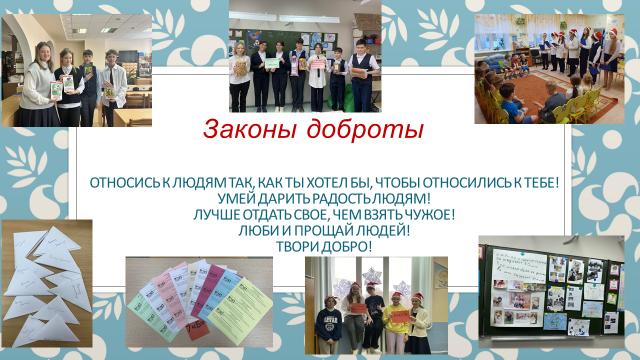 Законы доброты
ОТНОСИСЬ К ЛЮДЯМ ТАК, КАК ТЫ ХОТЕЛ БЫ, ЧТОБЫ ОТНОСИЛИСЬ К ТЕБЕ!
УМЕЙ ДАРИТЬ РАДОСТЬ ЛЮДЯМ!
ЛУЧШЕ ОТДАТЬ СВОЕ, ЧЕМ ВЗЯТЬ ЧУЖОЕ!
ЛЮБИ И ПРОЩАЙ ЛЮДЕЙ!
ТВОРИ ДОБРО!